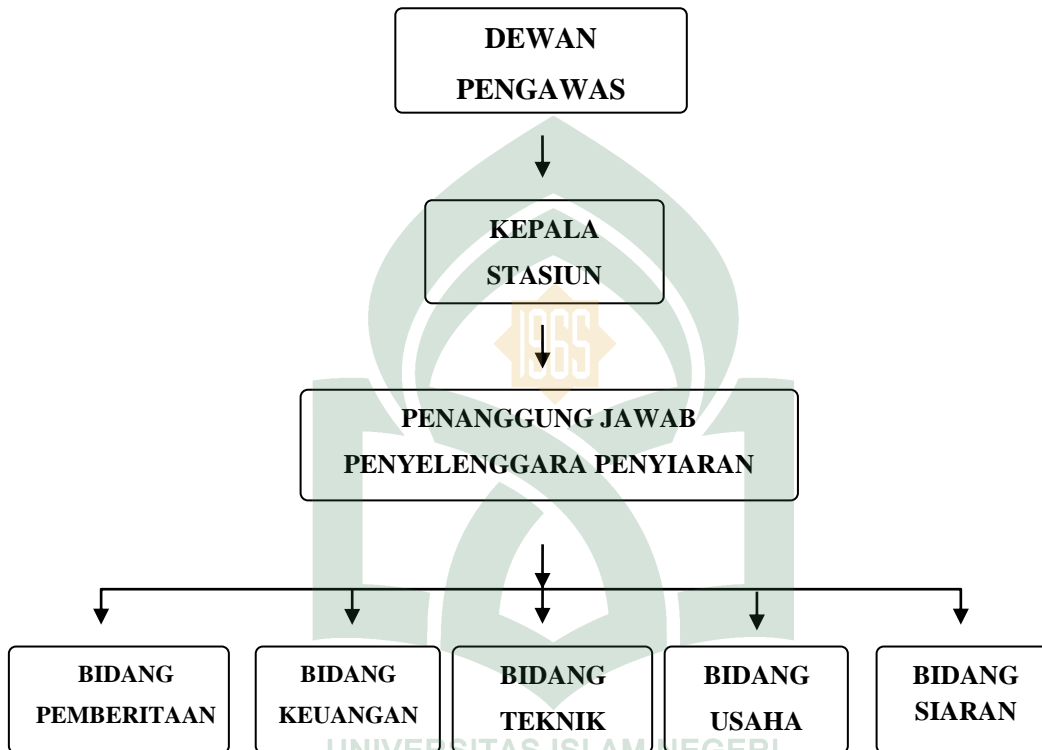 DEWAN
PENGAWAS
KEPALA
STASIUN
1965
PENANGGUNG JAWAB
PENYELENGGARA PENYIARAN
BIDANG
PEMBERITAAN
BIDANG
KEUANGAN
BIDANG
TEKNIK
BIDANG
USAHA
BIDANG
SIARAN
UNIVERSITAS ISLAM NEGERI